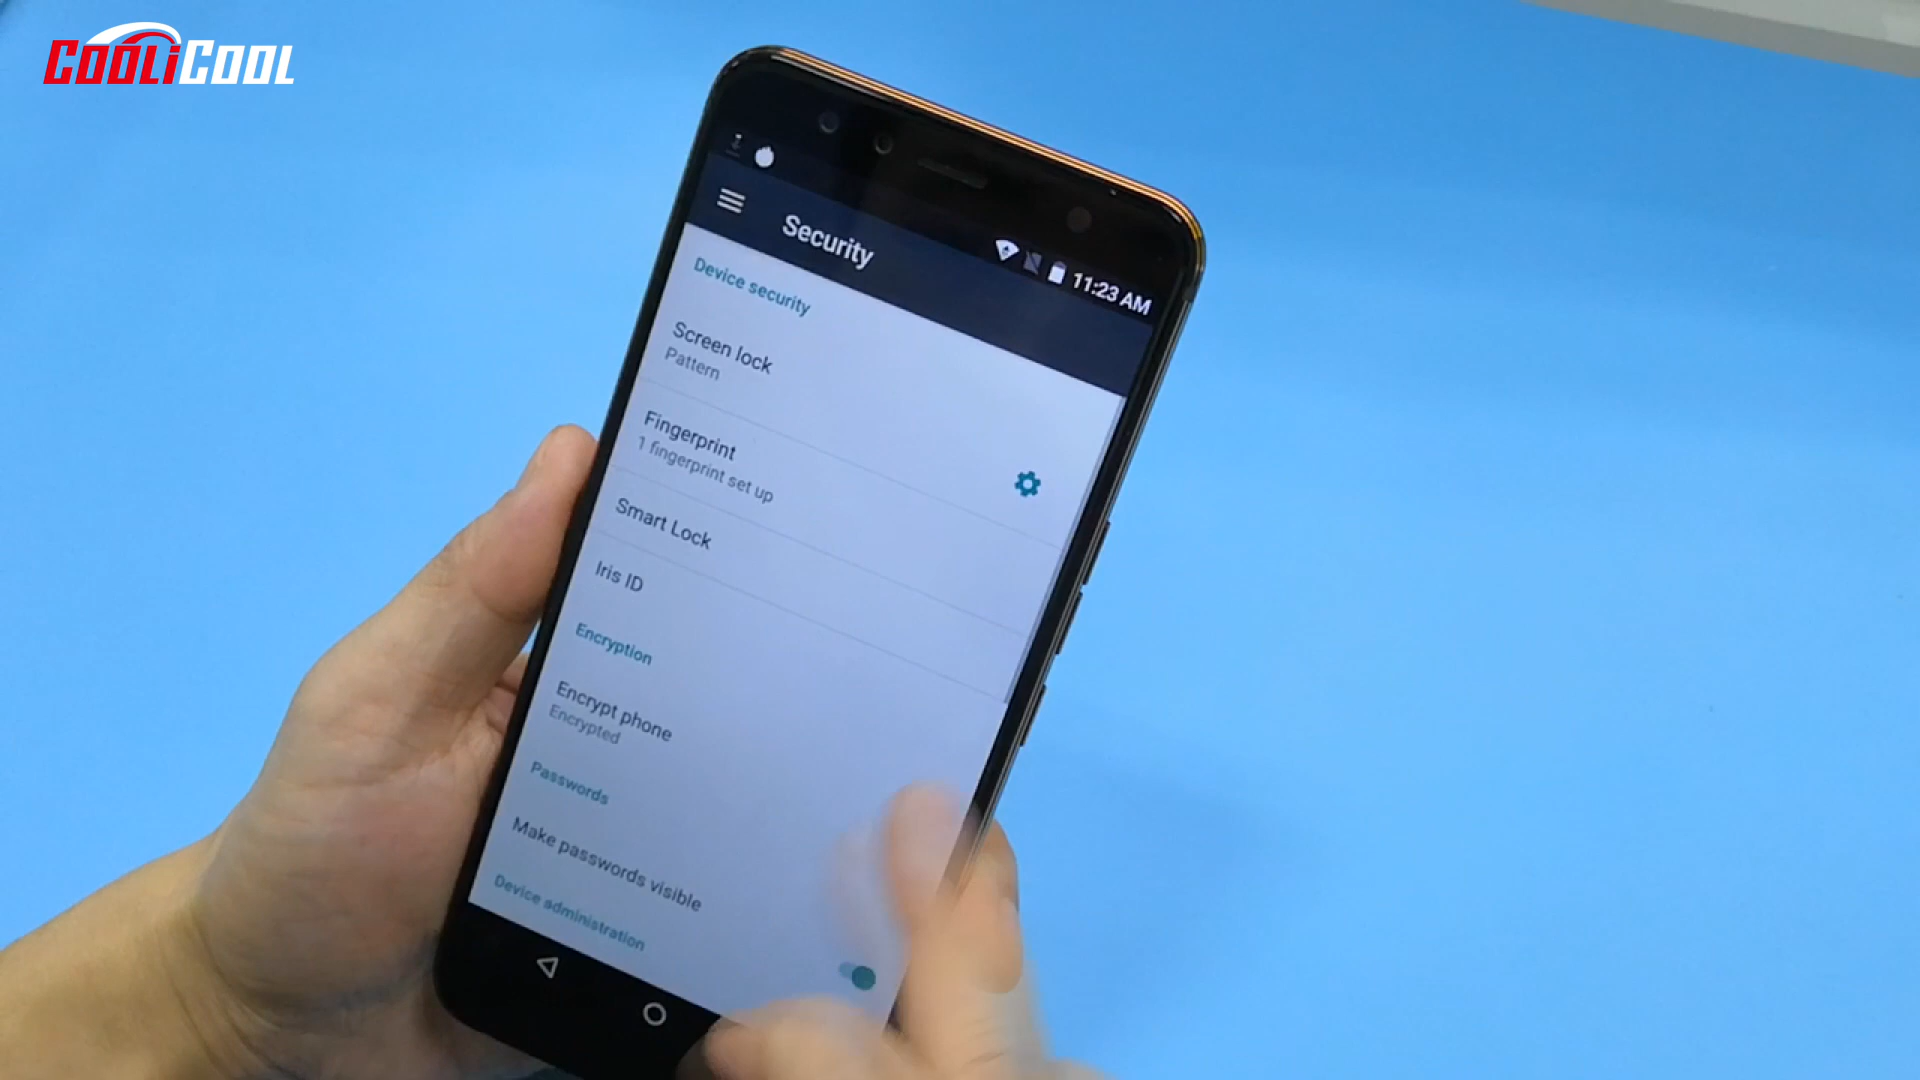 COOLiCOOL
11:23 AM
Security
Device security
Screen lock
Pattern
Fingerprint
1 fingerprint set up
Smart Lock
Iris ID
Encryption
Encrypt phone
Encrypted
Passwords
Make passwords visible
Device administration